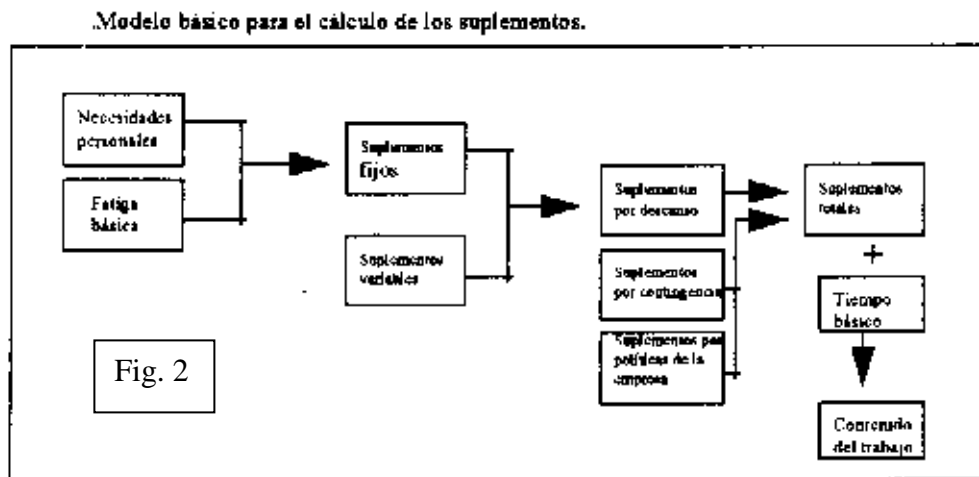 .Modelo básico para el cálculo de los suplementos.
Necesidades
personales
Fatiga
básica
Suplementos
fijos
Suplementos
variables
Suplementos
por descanso
Suplementos
por contingencias
Suplementos por
políticas de la
empresa
Suplementos
totales
+
Tiempo
básico
Contenido
del trabajo
Fig. 2